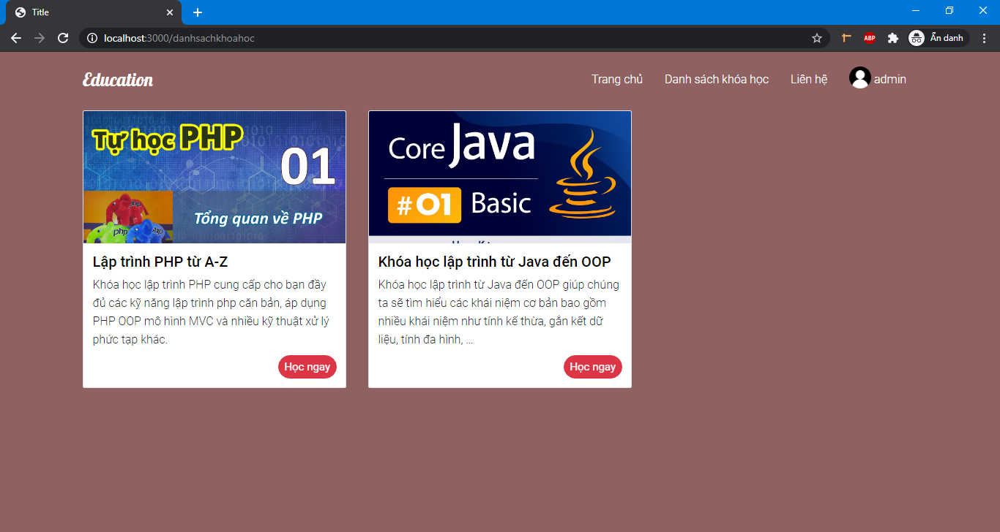 Title
localhost:3000/danhsachkhoahoc
ABP
Ẩn danh
Education
Trang chủ
Danh sách khóa học
Liên hệ
admin
Tự học PHP
01
Tổng quan về PHP
php
php
php
Core Java
#01 Basic
Lập trình PHP từ A-Z
Khóa học lập trình PHP cung cấp cho bạn đầy
đủ các kỹ năng lập trình php căn bản, áp dụng
PHP OOP mô hình MVC và nhiều kỹ thuật xử lý
phức tạp khác.
Học ngay
Khóa học lập trình từ Java đến OOP
Khóa học lập trình từ Java đến OOP giúp chúng
ta sẽ tìm hiểu các khái niệm cơ bản bao gồm
nhiều khái niệm như tính kế thừa, gắn kết dữ
liệu, tính đa hình, ...
Học ngay